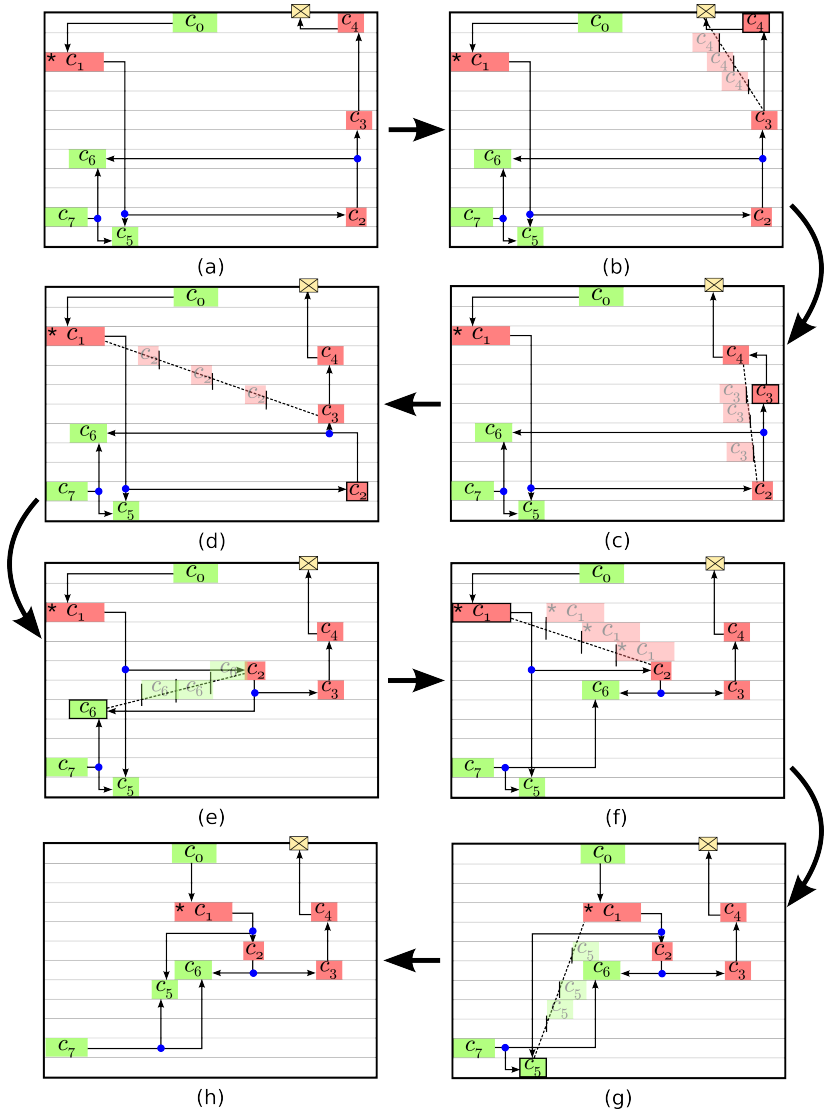 c₀
* c₁
c₄
c₃
c₆
c₇
c₂
c₅
(a)
c₀
c₄
c₄
* c₁
c₄
c₄
c₃
c₆
c₇
c₂
c₅
(b)
c₀
* c₁
c₂
c₄
c₂
c₂
c₃
c₆
c₇
c₂
c₅
(d)
c₀
* c₁
c₄
c₃
c₃
c₃
c₆
c₃
c₇
c₂
c₅
(c)
c₀
* c₁
c₄
c₆
c₂
c₆
c₆
c₃
c₆
c₇
c₅
(e)
c₀
* c₁
* c₁
* c₁
c₄
* c₁
c₂
c₆
c₃
c₇
c₅
(f)
c₀
* c₁
c₄
c₂
c₆
c₃
c₅
c₇
(h)
c₀
* c₁
c₄
c₅
c₂
c₆
c₃
c₅
c₅
c₇
c₅
(g)